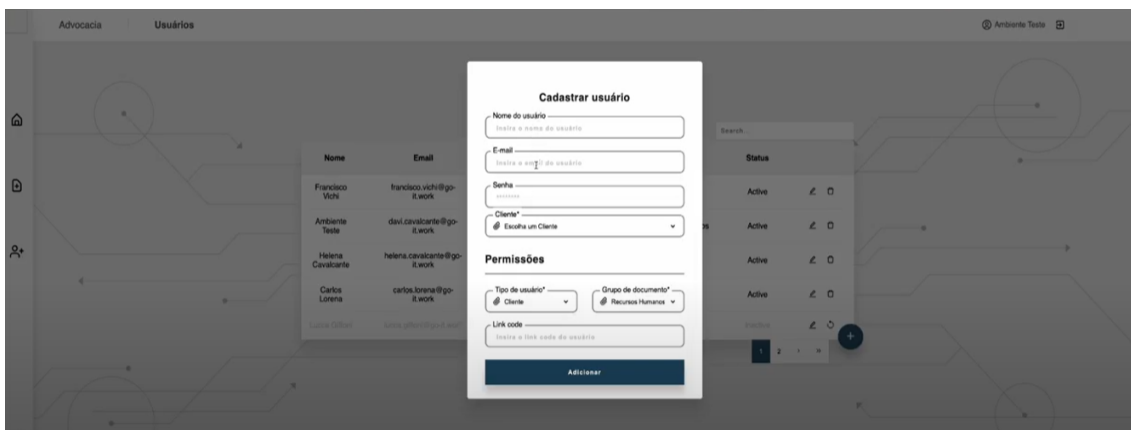 Advocacia
Usuários
Ambiente Teste
Cadastrar usuário
Nome do usuário
Insira o nome do usuário
E-mail
Insira o email do usuário
Senha
********
Cliente*
Escolha um Cliente
Permissões
Tipo de usuário*
Cliente
Grupo de documento*
Recursos Humanos
Link code
Insira o link code do usuário
Adicionar
Search...
Nome Email Status
Francisco
Vichi
francisco.vichi@go-
it.work
Active
Ambiente
Teste
davi.cavalcante@go-
it.work
os
Active
Helena
Cavalcante
helena.cavalcante@go-
it.work
Active
Carlos
Lorena
carlos.lorena@go-
it.work
Active
Inactive
+
1 2 › »